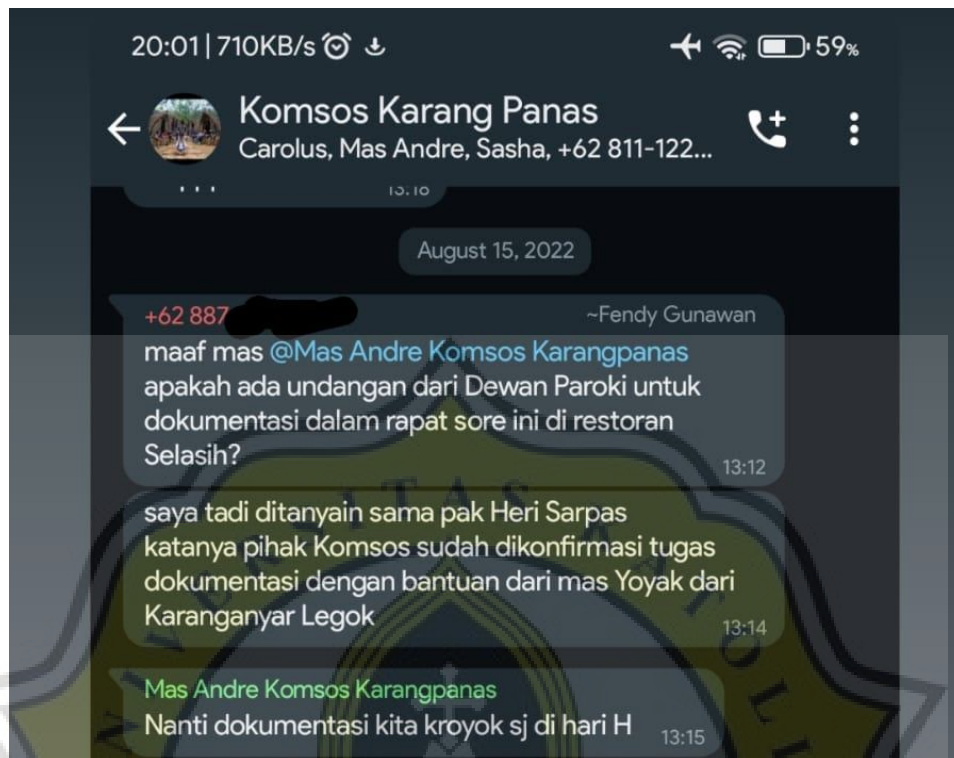 20:01 | 710KB/s 59%
Komsos Karang Panas
Carolus, Mas Andre, Sasha, +62 811-122...
13:18
August 15, 2022
+62 887 ~Fendy Gunawan
maaf mas @Mas Andre Komsos Karangpanas
apakah ada undangan dari Dewan Paroki untuk
dokumentasi dalam rapat sore ini di restoran
Selasih?
13:12
saya tadi ditanyain sama pak Heri Sarpas
katanya pihak Komsos sudah dikonfirmasi tugas
dokumentasi dengan bantuan dari mas Yoyak dari
Karanganyar Legok
13:14
Mas Andre Komsos Karangpanas
Nanti dokumentasi kita kroyok sj di hari H 13:15